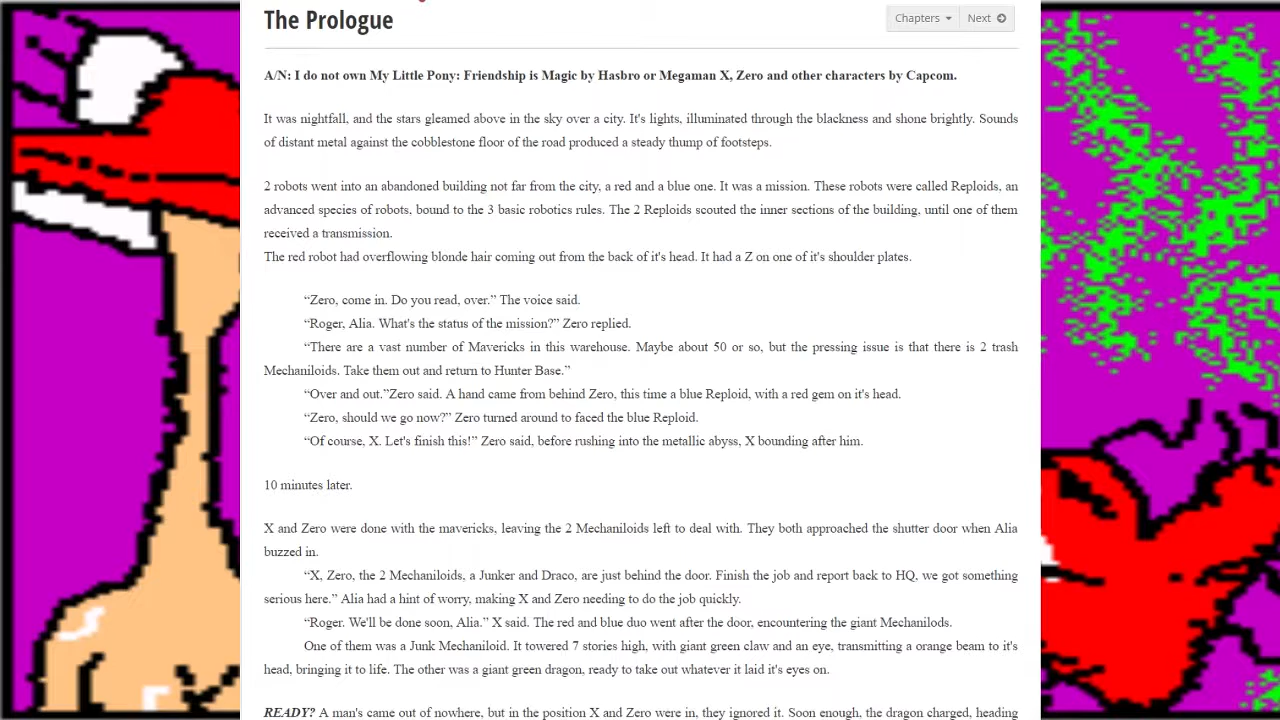 The Prologue
Chapters
Next
A/N: I do not own My Little Pony: Friendship is Magic by Hasbro or Megaman X, Zero and other characters by Capcom.
It was nightfall, and the stars gleamed above in the sky over a city. It's lights, illuminated through the blackness and shone brightly. Sounds
of distant metal against the cobblestone floor of the road produced a steady thump of footsteps.
2 robots went into an abandoned building not far from the city, a red and a blue one. It was a mission. These robots were called Reploids, an
advanced species of robots, bound to the 3 basic robotics rules. The 2 Reploids scouted the inner sections of the building, until one of them
received a transmission.
The red robot had overflowing blonde hair coming out from the back of it's head. It had a Z on one of it's shoulder plates.
“Zero, come in. Do you read, over.” The voice said.
“Roger, Alia. What's the status of the mission?” Zero replied.
“There are a vast number of Mavericks in this warehouse. Maybe about 50 or so, but the pressing issue is that there is 2 trash
Mechaniloids. Take them out and return to Hunter Base.”
“Over and out.”Zero said. A hand came from behind Zero, this time a blue Reploid, with a red gem on it's head.
“Zero, should we go now?” Zero turned around to faced the blue Reploid.
“Of course, X. Let's finish this!” Zero said, before rushing into the metallic abyss, X bounding after him.
10 minutes later.
X and Zero were done with the mavericks, leaving the 2 Mechaniloids left to deal with. They both approached the shutter door when Alia
buzzed in.
“X, Zero, the 2 Mechaniloids, a Junker and Draco, are just behind the door. Finish the job and report back to HQ, we got something
serious here.” Alia had a hint of worry, making X and Zero needing to do the job quickly.
“Roger. We'll be done soon, Alia.” X said. The red and blue duo went after the door, encountering the giant Mechanilods.
One of them was a Junk Mechaniloid. It towered 7 stories high, with giant green claw and an eye, transmitting a orange beam to it's
head, bringing it to life. The other was a giant green dragon, ready to take out whatever it laid it's eyes on.
READY? A man's came out of nowhere, but in the position X and Zero were in, they ignored it. Soon enough, the dragon charged, heading